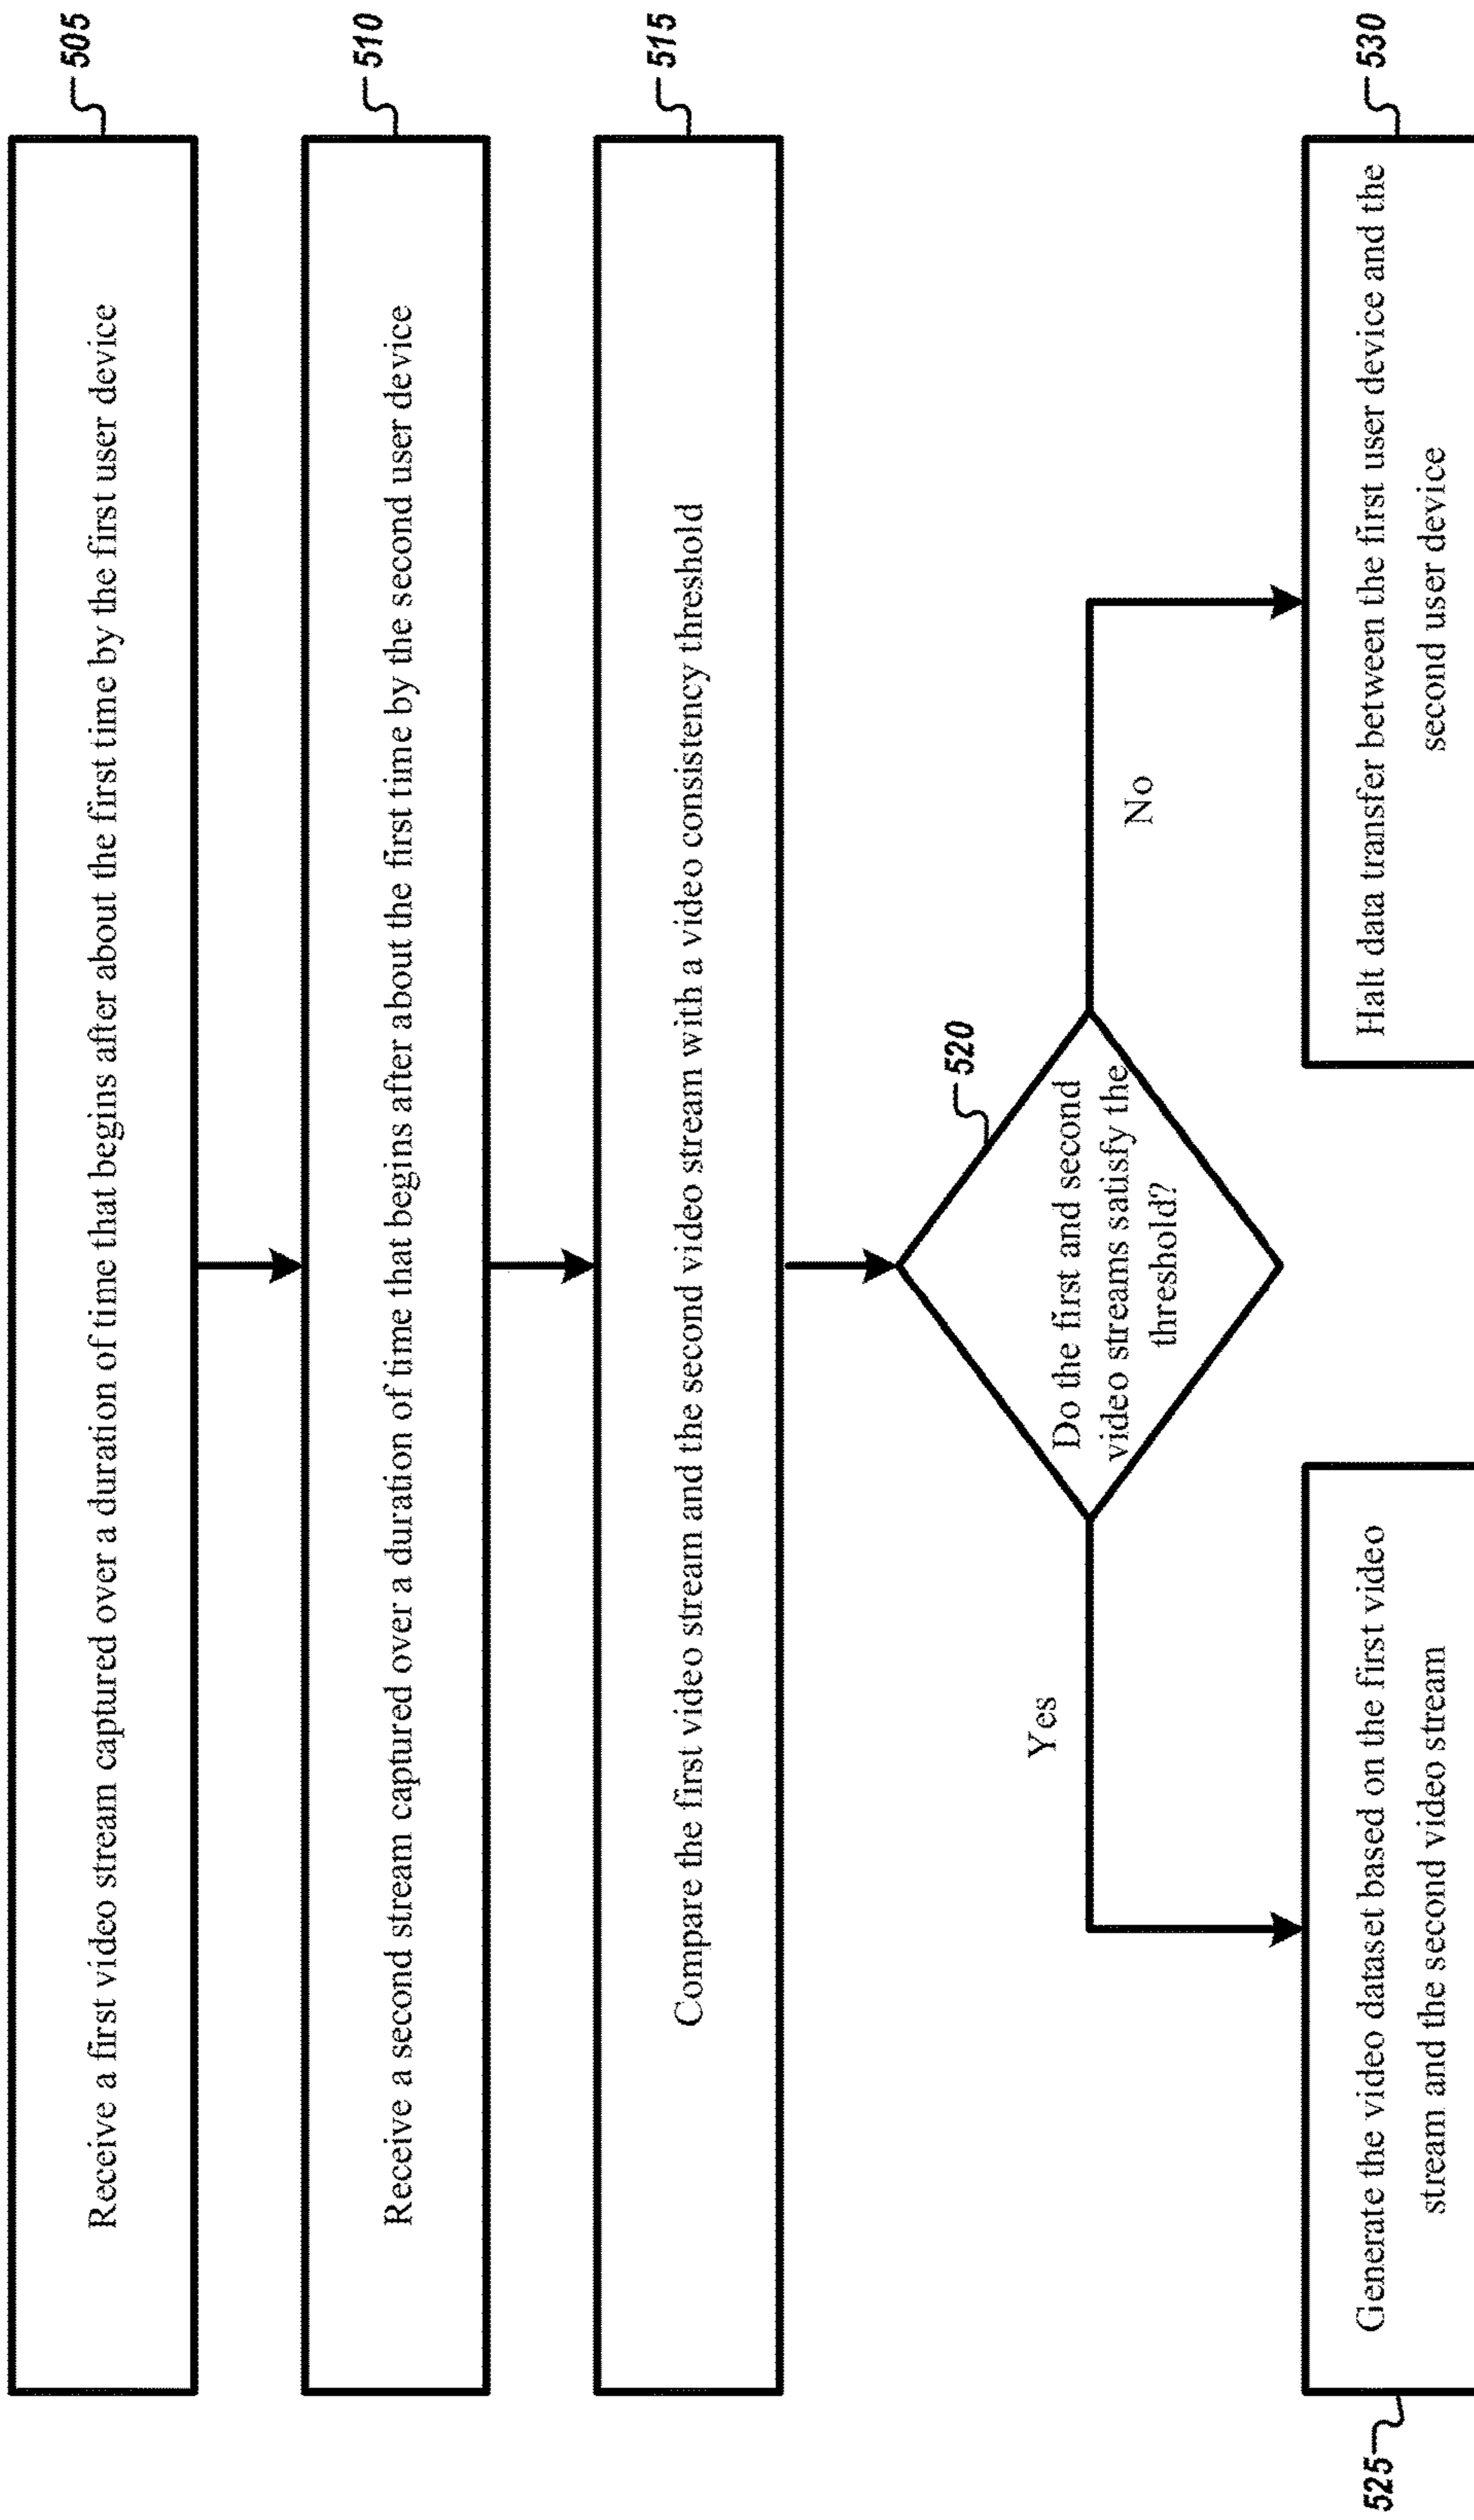 Receive a first video stream captured over a duration of time that begins after about the first time by the first user device
505
Receive a second stream captured over a duration of time that begins after about the first time by the second user device
510
Compare the first video stream and the second video stream with a video consistency threshold
515
520
Do the first and second
video streams satisfy the
threshold?
Yes
No
525
Generate the video dataset based on the first video
stream and the second video stream
Halt data transfer between the first user device and the
second user device
530